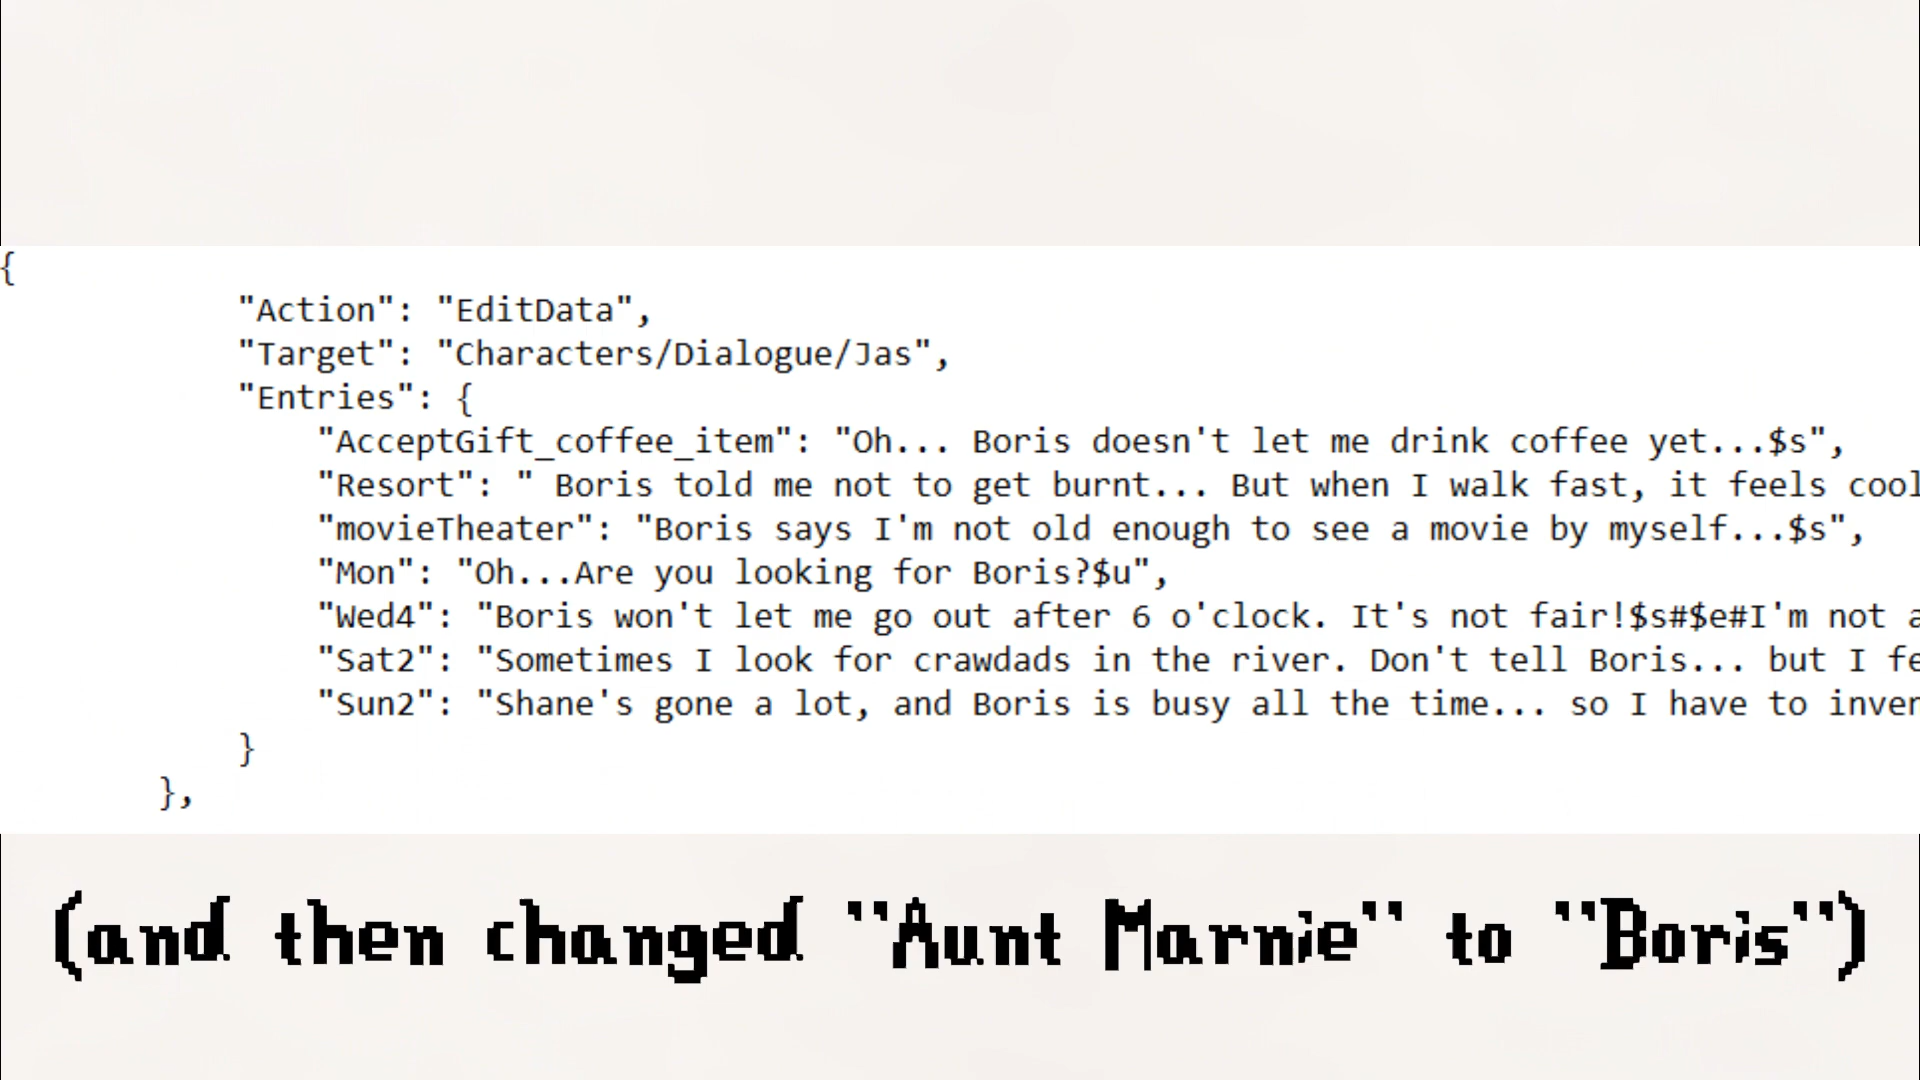 {
"Action": "EditData",
"Target": "Characters/Dialogue/Jas",
"Entries": {
"AcceptGift_coffee_item": "Oh... Boris doesn't let me drink coffee yet...$s",
"Resort": " Boris told me not to get burnt... But when I walk fast, it feels cool
"movieTheater": "Boris says I'm not old enough to see a movie by myself...$s",
"Mon": "Oh...Are you looking for Boris?$u",
"Wed4": "Boris won't let me go out after 6 o'clock. It's not fair!$s#$e#I'm not a
"Sat2": "Sometimes I look for crawdads in the river. Don't tell Boris... but I fe
"Sun2": "Shane's gone a lot, and Boris is busy all the time... so I have to inven
}
},
(and then changed "Aunt Marnie" to "Boris")